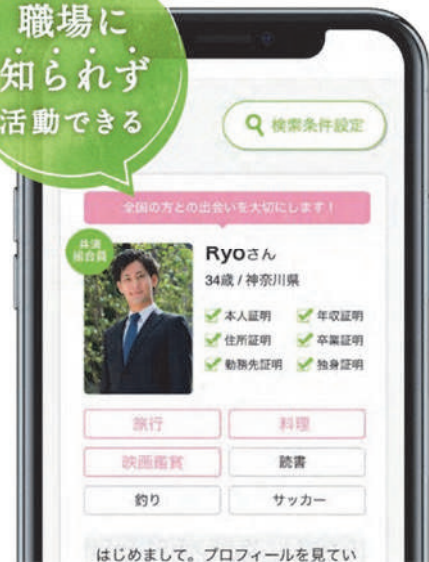 職場に
知られず
活動できる
検索条件設定
全国の方との出会いを大切にします！
共済
組合員
Ryoさん
34歳 / 神奈川県
本人証明 年収証明
住所証明 卒業証明
勤務先証明 独身証明
旅行 料理
映画鑑賞 読書
釣り サッカー
はじめまして。プロフィールを見てい